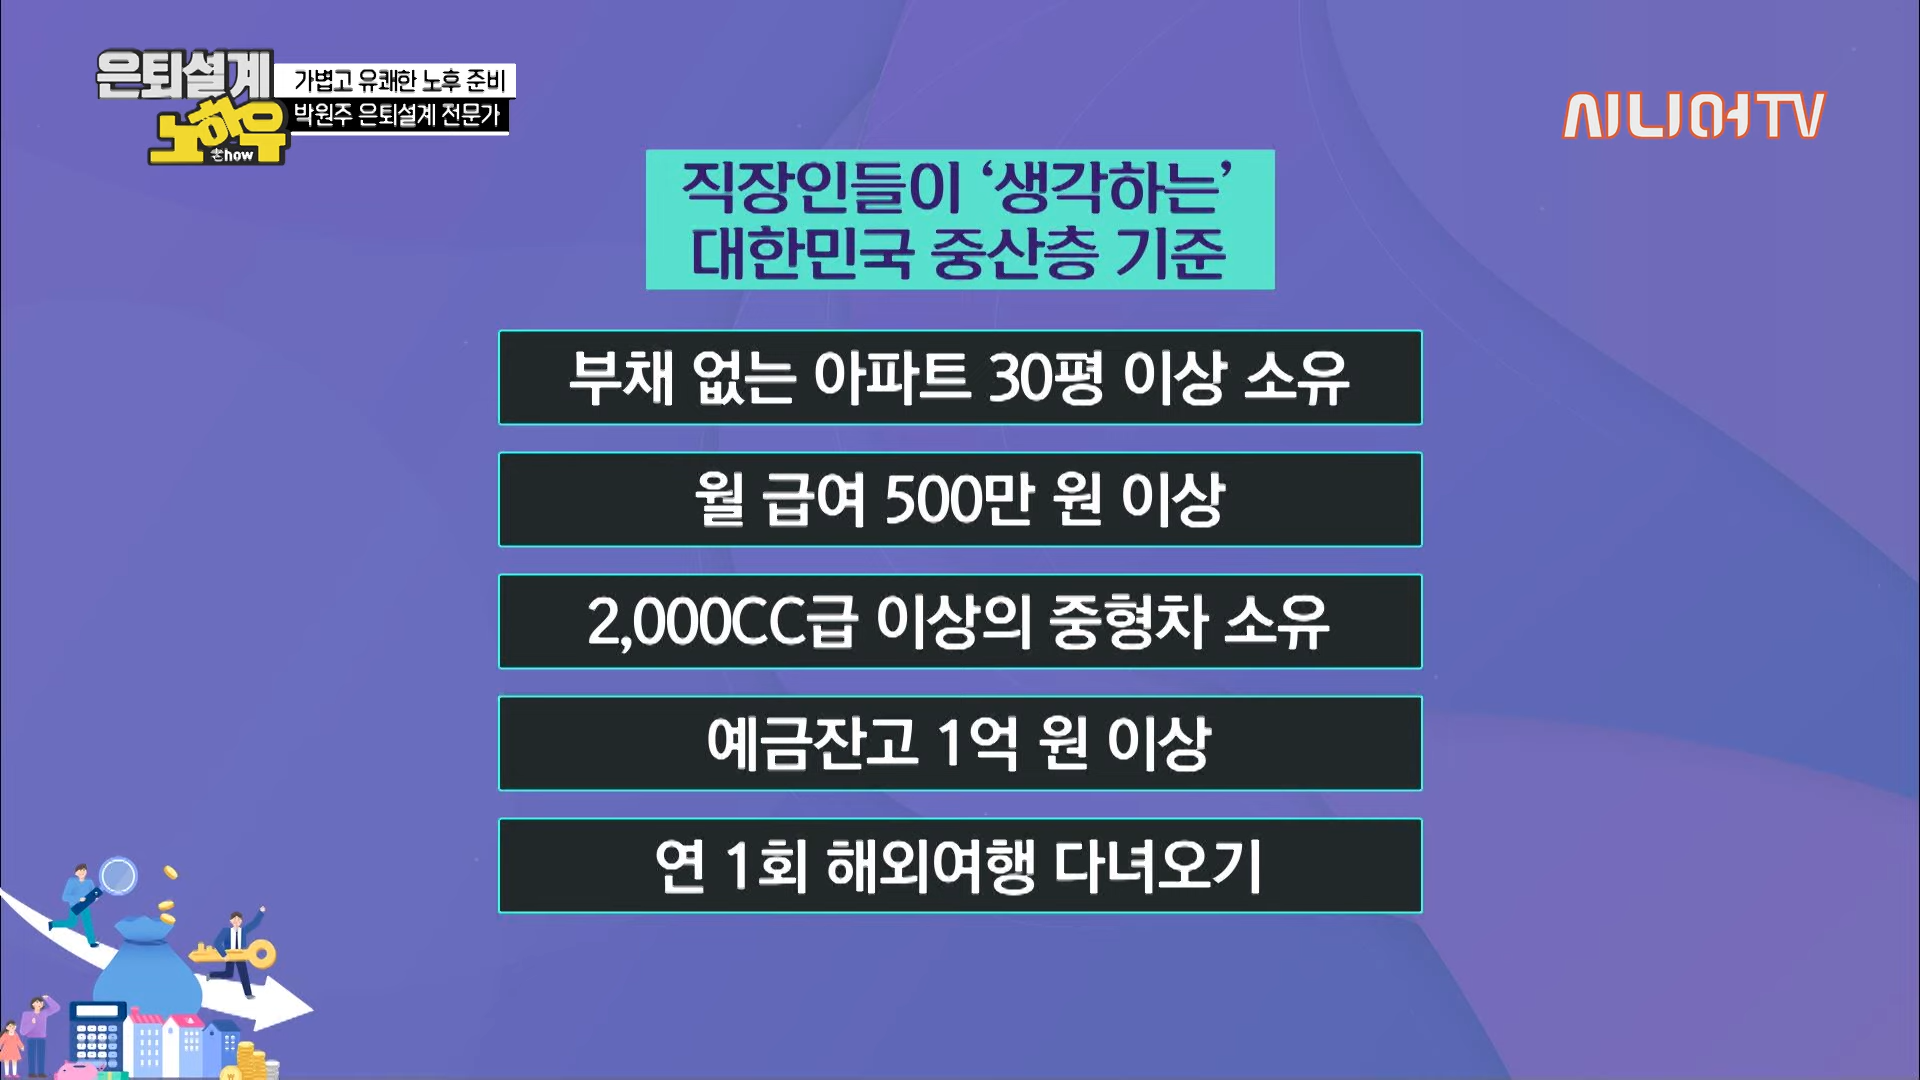 은퇴설계
노하우
show
가볍고 유쾌한 노후 준비
박원주 은퇴설계 전문가
시니어TV
직장인들이 ‘생각하는’
대한민국 중산층 기준
부채 없는 아파트 30평 이상 소유
월 급여 500만 원 이상
2,000CC급 이상의 중형차 소유
예금잔고 1억 원 이상
연 1회 해외여행 다녀오기